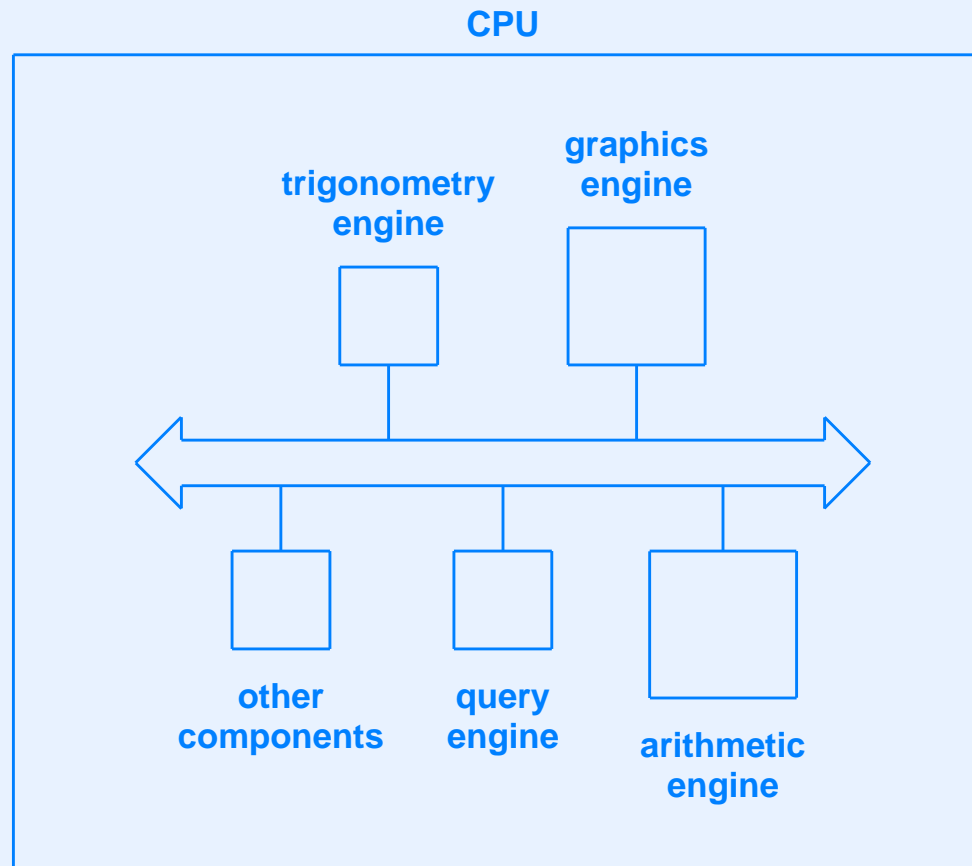 CPU
graphics
engine
trigonometry
engine
other
components
query
engine
arithmetic
engine